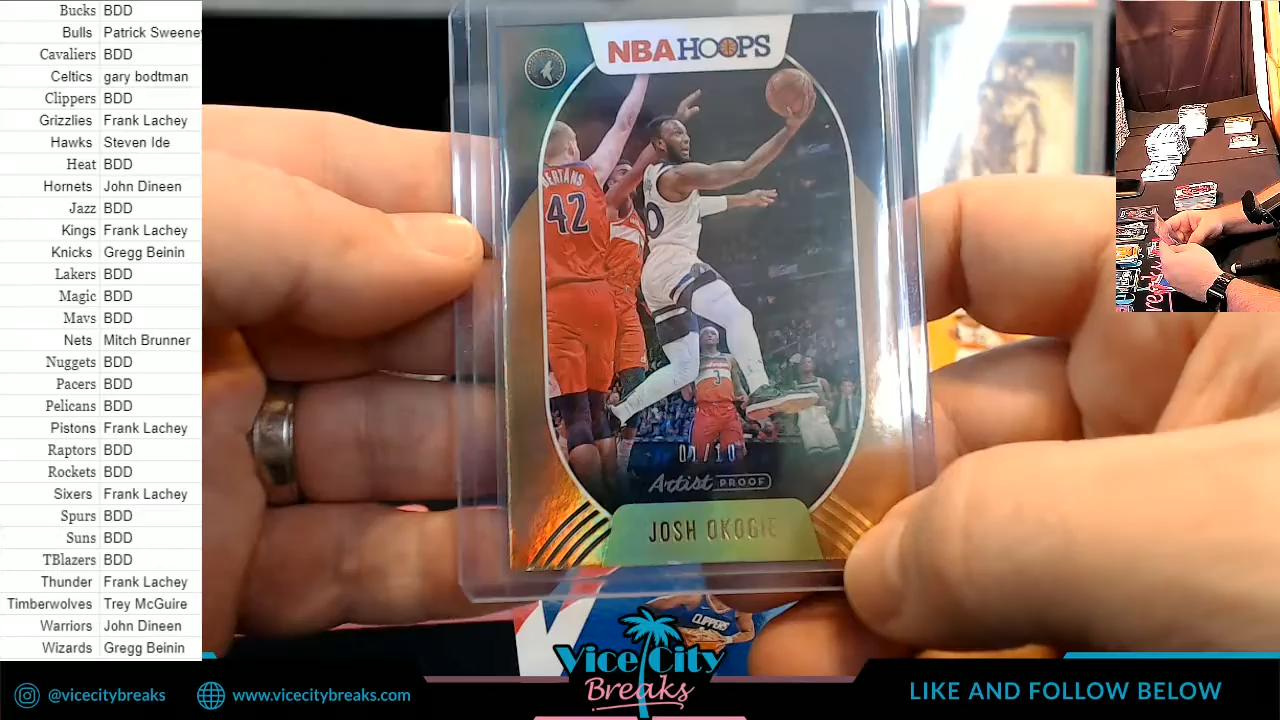 Bucks BDD
Bulls Patrick Sweeney
Cavaliers BDD
Celtics gary bodtman
Clippers BDD
Grizzlies Frank Lachey
Hawks Steven Ide
Heat BDD
Hornets John Dineen
Jazz BDD
Kings Frank Lachey
Knicks Gregg Beinin
Lakers BDD
Magic BDD
Mavs BDD
Nets Mitch Brunner
Nuggets BDD
Pacers BDD
Pelicans BDD
Pistons Frank Lachey
Raptors BDD
Rockets BDD
Sixers Frank Lachey
Spurs BDD
Suns BDD
TBlazers BDD
Thunder Frank Lachey
Timberwolves Trey McGuire
Warriors John Dineen
Wizards Gregg Beinin
NBA HOOPS
BERTANS
42
3
01/10
Artist PROOF
JOSH OKOGIE
CLIPPERS
Vice City
Breaks
@vicecitybreaks
www.vicecitybreaks.com
LIKE AND FOLLOW BELOW